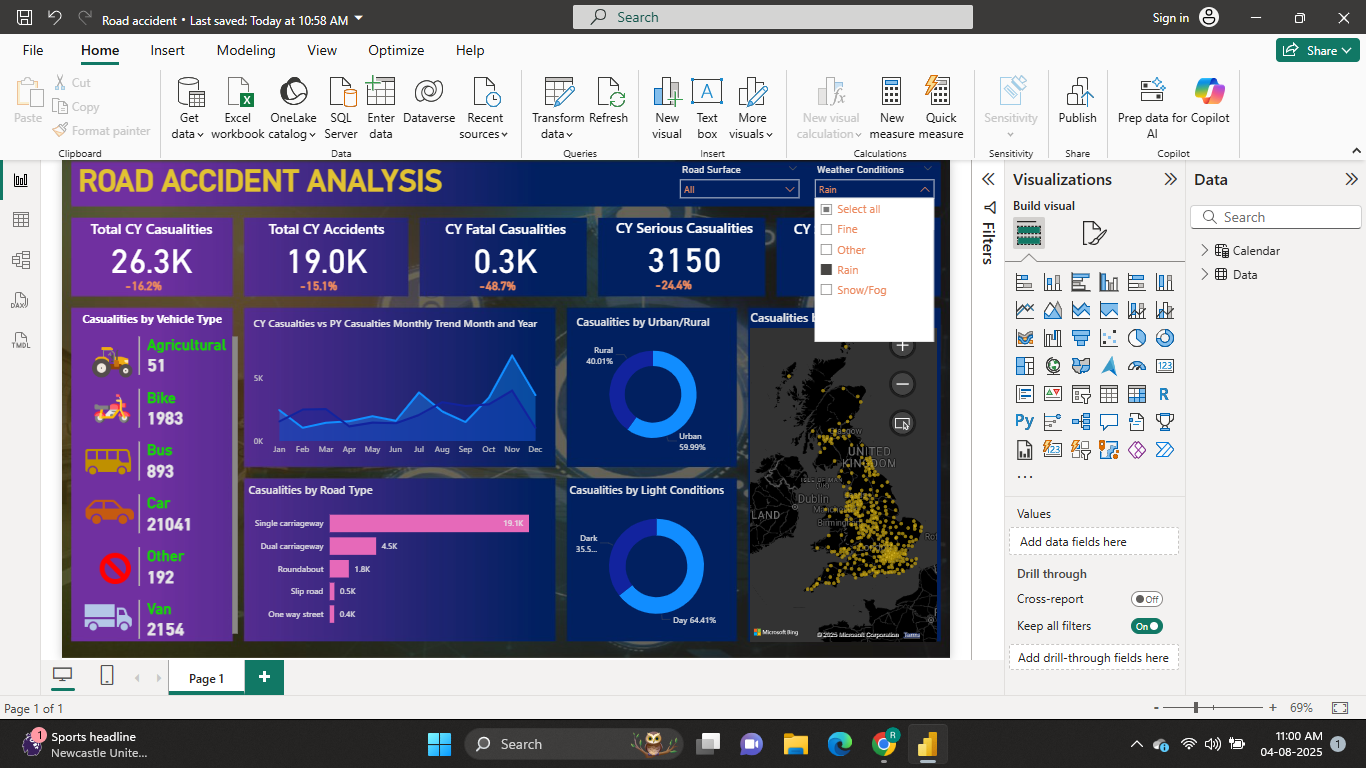 Road accident • Last saved: Today at 10:58 AM
Search
Sign in
File
Home
Insert
Modeling
View
Optimize
Help
Share
Paste
Cut
Copy
Format painter
Clipboard
Get data
Excel workbook
OneLake catalog
SQL Server
Enter data
Dataverse
Recent sources
Data
Transform data
Refresh
Queries
New visual
Text box
More visuals
Insert
New visual calculation
New measure
Quick measure
Calculations
Sensitivity
Sensitivity
Publish
Share
Prep data for AI
Copilot
Copilot
ROAD ACCIDENT ANALYSIS
Road Surface
All
Weather Conditions
Rain
Select all
Fine
Other
Rain
Snow/Fog
Total CY Casualities
26.3K
-16.2%
Total CY Accidents
19.0K
-15.1%
CY Fatal Casualities
0.3K
-48.7%
CY Serious Casualities
3150
-24.4%
CY
Casualities by Vehicle Type
Agricultural
51
Bike
1983
Bus
893
Car
21041
Other
192
Van
2154
CY Casualties vs PY Casualties Monthly Trend Month and Year
5K
0K
Jan Feb Mar Apr May Jun Jul Aug Sep Oct Nov Dec
Casualities by Urban/Rural
Rural
40.01%
Urban
59.99%
Casualities by Road Type
Single carriageway 19.1K
Dual carriageway 4.5K
Roundabout 1.8K
Slip road 0.5K
One way street 0.4K
Casualities by Light Conditions
Dark
35.5...
Day 64.41%
Casualities
UNITED
KINGDOM
Dublin
Microsoft Bing
© 2025 Microsoft Corporation Terms
Filters
Visualizations
Build visual
Values
Add data fields here
Drill through
Cross-report
Off
Keep all filters
On
Add drill-through fields here
Data
Search
Calendar
Data
DAX
TMDL
Page 1
Page 1 of 1
69%
1
Sports headline
Newcastle Unite...
Search
R
11:00 AM
04-08-2025
1